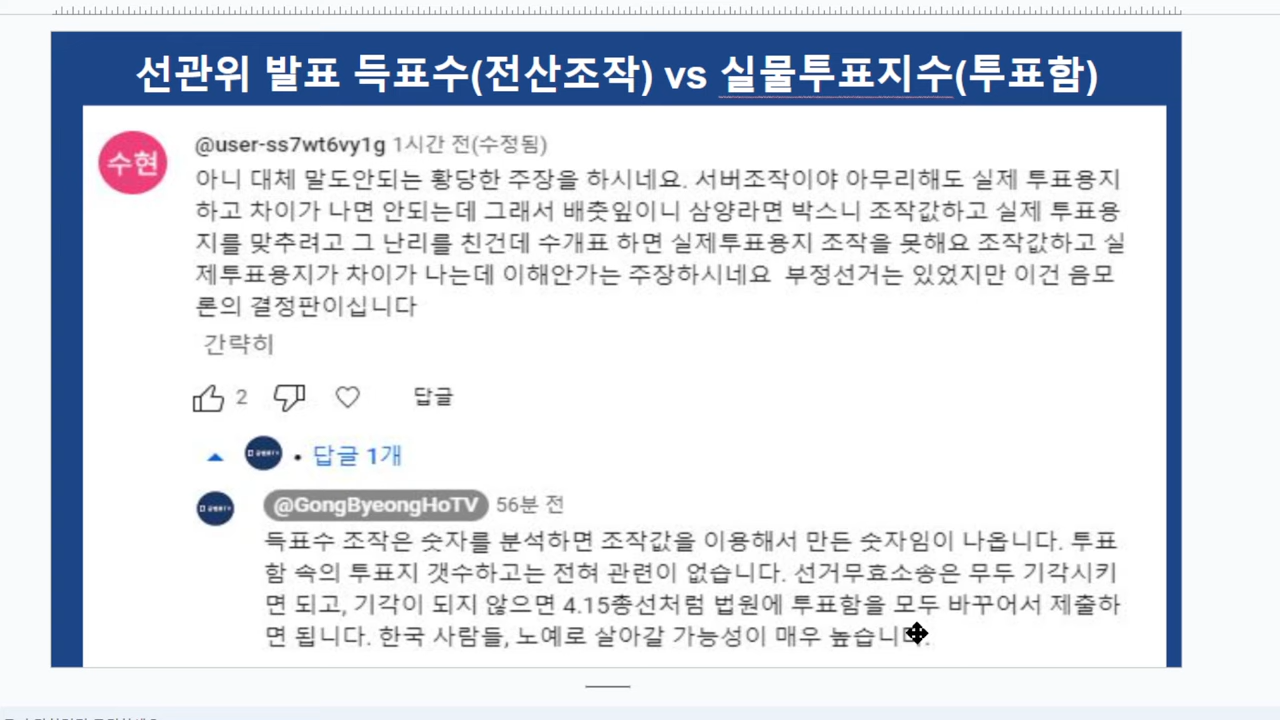 선관위 발표 득표수(전산조작) vs 실물투표지수(투표함)
수현
@user-ss7wt6vy1g 1시간 전(수정됨)
아니 대체 말도안되는 황당한 주장을 하시네요. 서버조작이야 아무리해도 실제 투표용지
하고 차이가 나면 안되는데 그래서 배춧잎이니 삼양라면 박스니 조작값하고 실제 투표용
지를 맞추려고 그 난리를 친건데 수개표 하면 실제투표용지 조작을 못해요 조작값하고 실
제투표용지가 차이가 나는데 이해안가는 주장하시네요 부정선거는 있었지만 이건 음모
론의 결정판이십니다
간략히
2 답글
• 답글 1개
@GongByeongHoTV 56분 전
득표수 조작은 숫자를 분석하면 조작값을 이용해서 만든 숫자임이 나옵니다. 투표
함 속의 투표지 갯수하고는 전혀 관련이 없습니다. 선거무효소송은 무두 기각시키
면 되고, 기각이 되지 않으면 4.15총선처럼 법원에 투표함을 모두 바꾸어서 제출하
면 됩니다. 한국 사람들, 노예로 살아갈 가능성이 매우 높습니다.